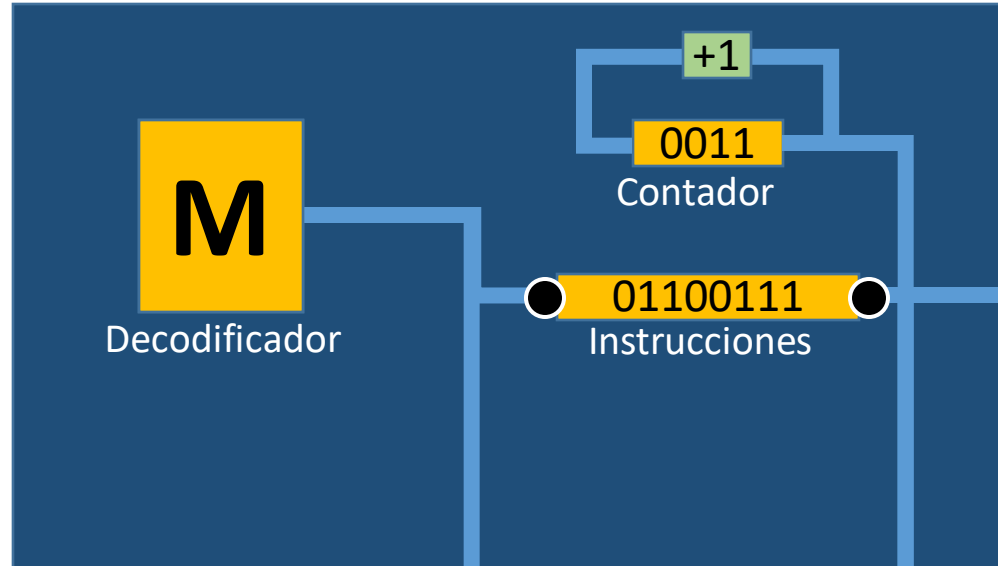 +1
0011
Contador
M
Decodificador
01100111
Instrucciones